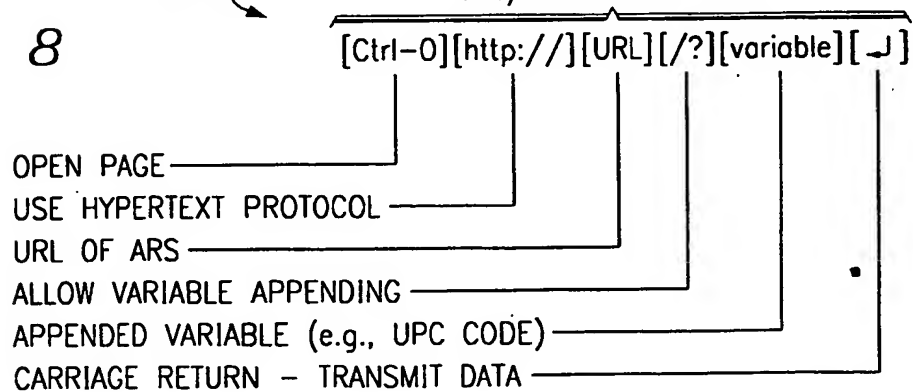 8
[Ctrl-O][http://][URL][/?][variable][↵]
OPEN PAGE
USE HYPERTEXT PROTOCOL
URL OF ARS
ALLOW VARIABLE APPENDING
APPENDED VARIABLE (e.g., UPC CODE)
CARRIAGE RETURN - TRANSMIT DATA